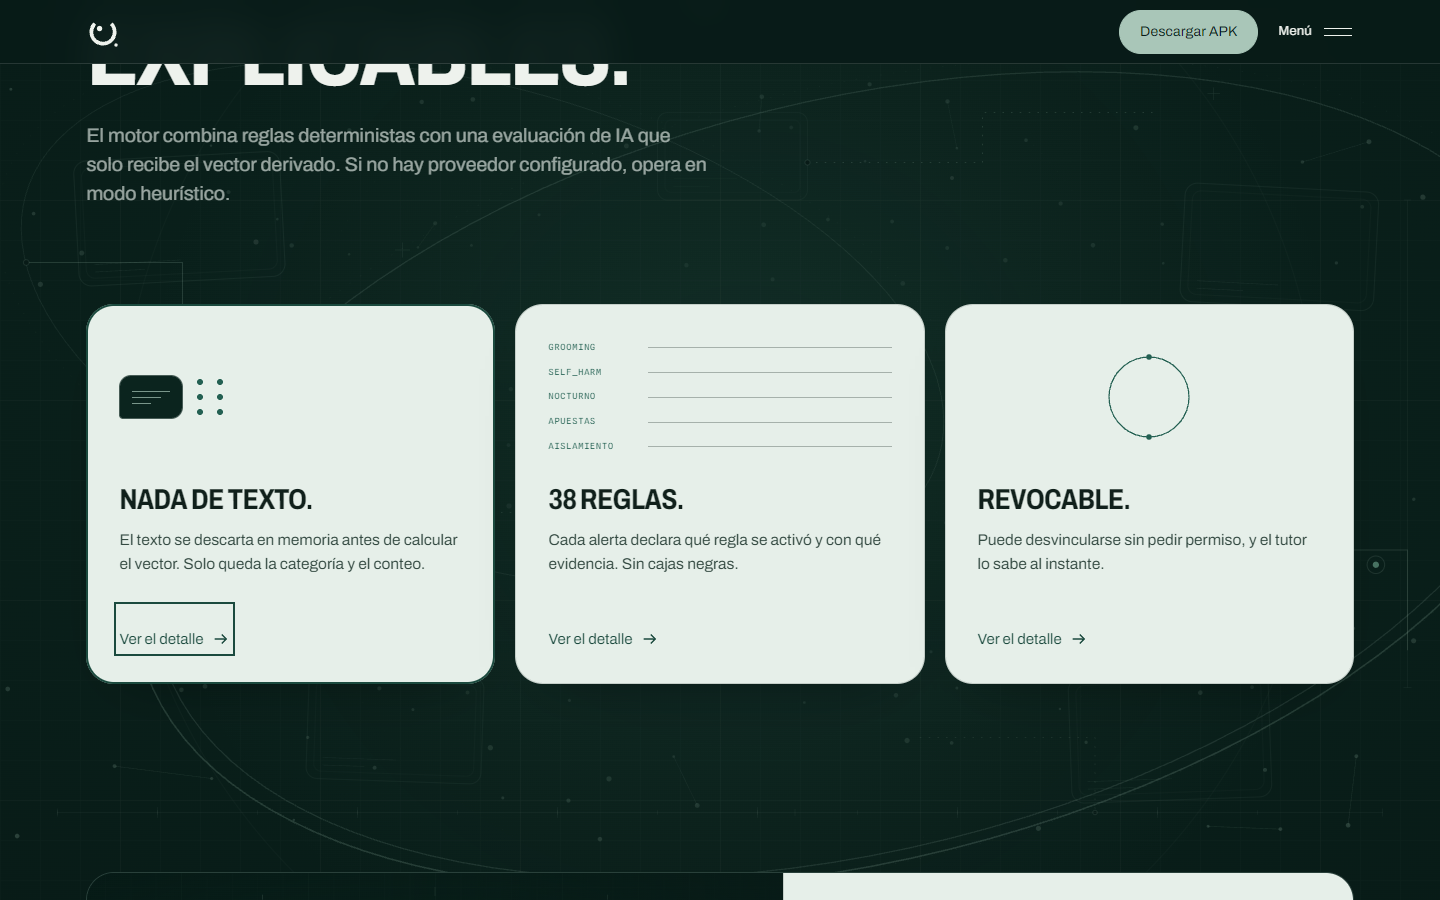 Descargar APK
Menú
EXPLICABLES.
El motor combina reglas deterministas con una evaluación de IA que
solo recibe el vector derivado. Si no hay proveedor configurado, opera en
modo heurístico.
NADA DE TEXTO.
El texto se descarta en memoria antes de calcular
el vector. Solo queda la categoría y el conteo.
Ver el detalle
GROOMING
SELF_HARM
NOCTURNO
APUESTAS
AISLAMIENTO
38 REGLAS.
Cada alerta declara qué regla se activó y con qué
evidencia. Sin cajas negras.
Ver el detalle
REVOCABLE.
Puede desvincularse sin pedir permiso, y el tutor
lo sabe al instante.
Ver el detalle